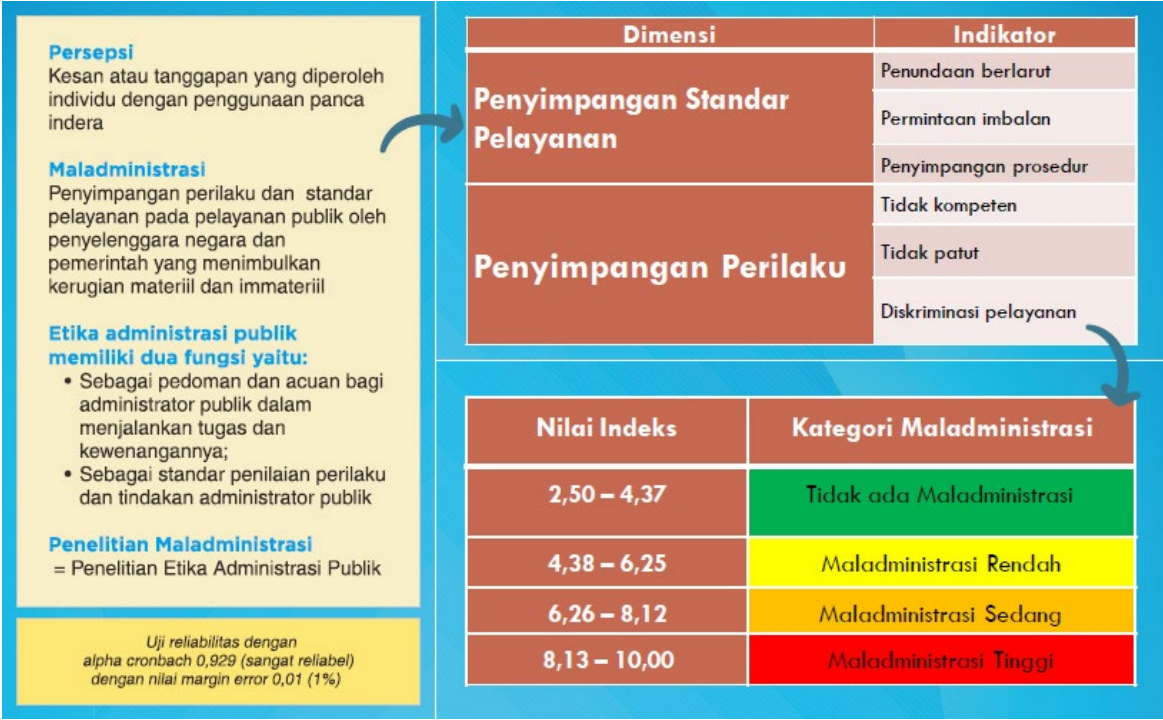 Persepsi
Kesan atau tanggapan yang diperoleh
individu dengan penggunaan panca
indera
Maladministrasi
Penyimpangan perilaku dan standar
pelayanan pada pelayanan publik oleh
penyelenggara negara dan
pemerintah yang menimbulkan
kerugian materiil dan immateriil
Etika administrasi publik
memiliki dua fungsi yaitu:
• Sebagai pedoman dan acuan bagi
administrator publik dalam
menjalankan tugas dan
kewenangannya;
• Sebagai standar penilaian perilaku
dan tindakan administrator publik
Penelitian Maladministrasi
= Penelitian Etika Administrasi Publik
Uji reliabilitas dengan
alpha cronbach 0,929 (sangat reliabel)
dengan nilai margin error 0,01 (1%)
Dimensi Indikator
Penyimpangan Standar
Pelayanan
Penundaan berlarut
Permintaan imbalan
Penyimpangan prosedur
Penyimpangan Perilaku
Tidak kompeten
Tidak patut
Diskriminasi pelayanan
Nilai Indeks Kategori Maladministrasi
2,50 – 4,37 Tidak ada Maladministrasi
4,38 – 6,25 Maladministrasi Rendah
6,26 – 8,12 Maladministrasi Sedang
8,13 – 10,00 Maladministrasi Tinggi